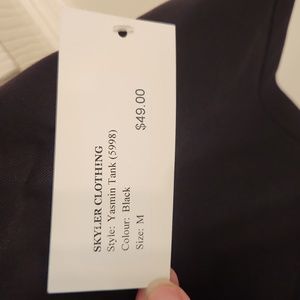 SKYLER CLOTHING
Style: Yasmin Tank (5998)
Colour: Black
Size: M
$49.00